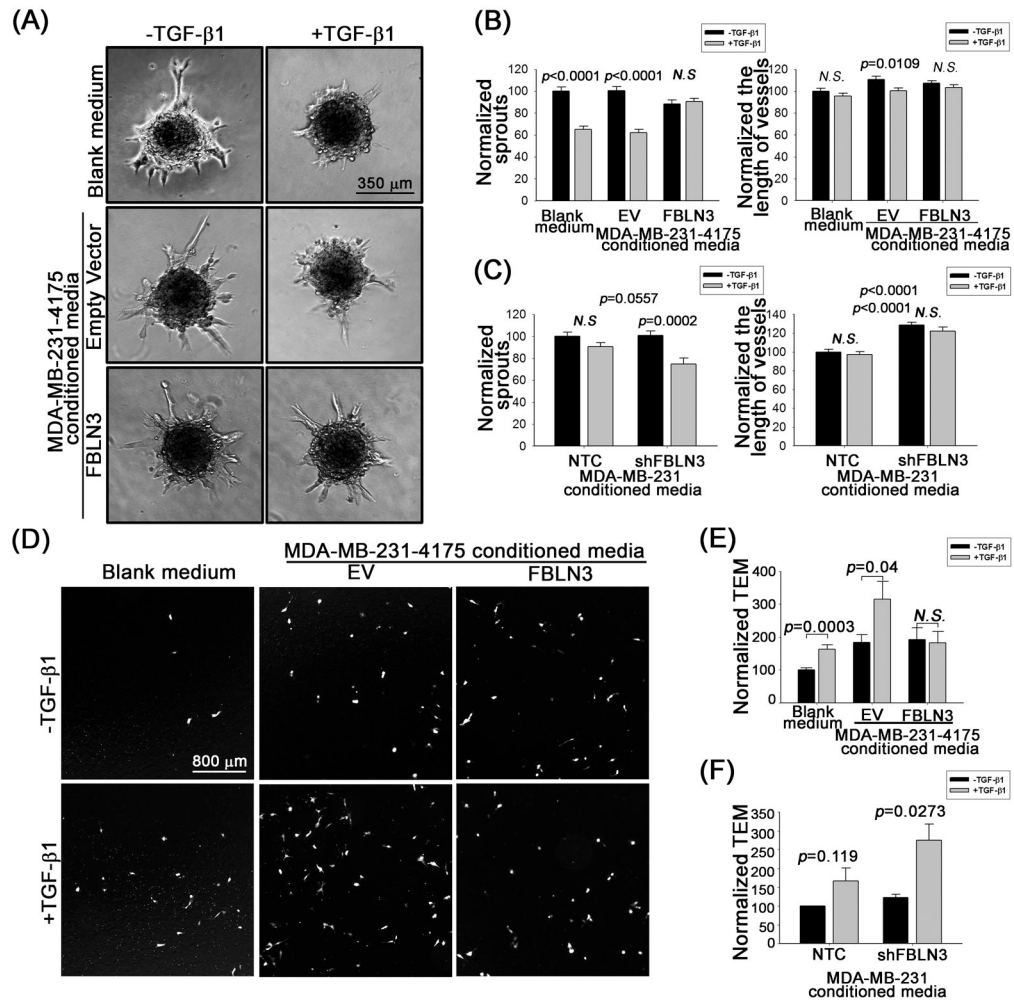 (A)
-TGF-β1
+TGF-β1
Blank medium
350 μm
MDA-MB-231-4175
conditioned media
Empty Vector
FBLN3
(B)
-TGF-β1
+TGF-β1
Normalized
sprouts
120
100
80
60
40
20
0
p<0.0001
p<0.0001
N.S
Blank
medium
EV
FBLN3
MDA-MB-231-4175
conditioned media
-TGF-β1
+TGF-β1
Normalized the
length of vessels
120
100
80
60
40
20
0
N.S.
p=0.0109
N.S.
Blank
medium
EV
FBLN3
MDA-MB-231-4175
conditioned media
(C)
-TGF-β1
+TGF-β1
Normalized
sprouts
120
100
80
60
40
20
0
p=0.0557
N.S
p=0.0002
NTC
shFBLN3
MDA-MB-231
conditioned media
-TGF-β1
+TGF-β1
Normalized the
length of vessels
140
120
100
80
60
40
20
0
p<0.0001
p<0.0001
N.S.
N.S.
NTC
shFBLN3
MDA-MB-231
contidioned media
(D)
MDA-MB-231-4175 conditioned media
Blank medium
EV
FBLN3
-TGF-β1
800 μm
+TGF-β1
(E)
-TGF-β1
+TGF-β1
Normalized TEM
400
300
200
100
0
p=0.0003
p=0.04
N.S.
Blank
medium
EV
FBLN3
MDA-MB-231-4175
conditioned media
(F)
-TGF-β1
+TGF-β1
Normalized TEM
350
300
250
200
150
100
50
0
p=0.119
p=0.0273
NTC
shFBLN3
MDA-MB-231
conditioned media